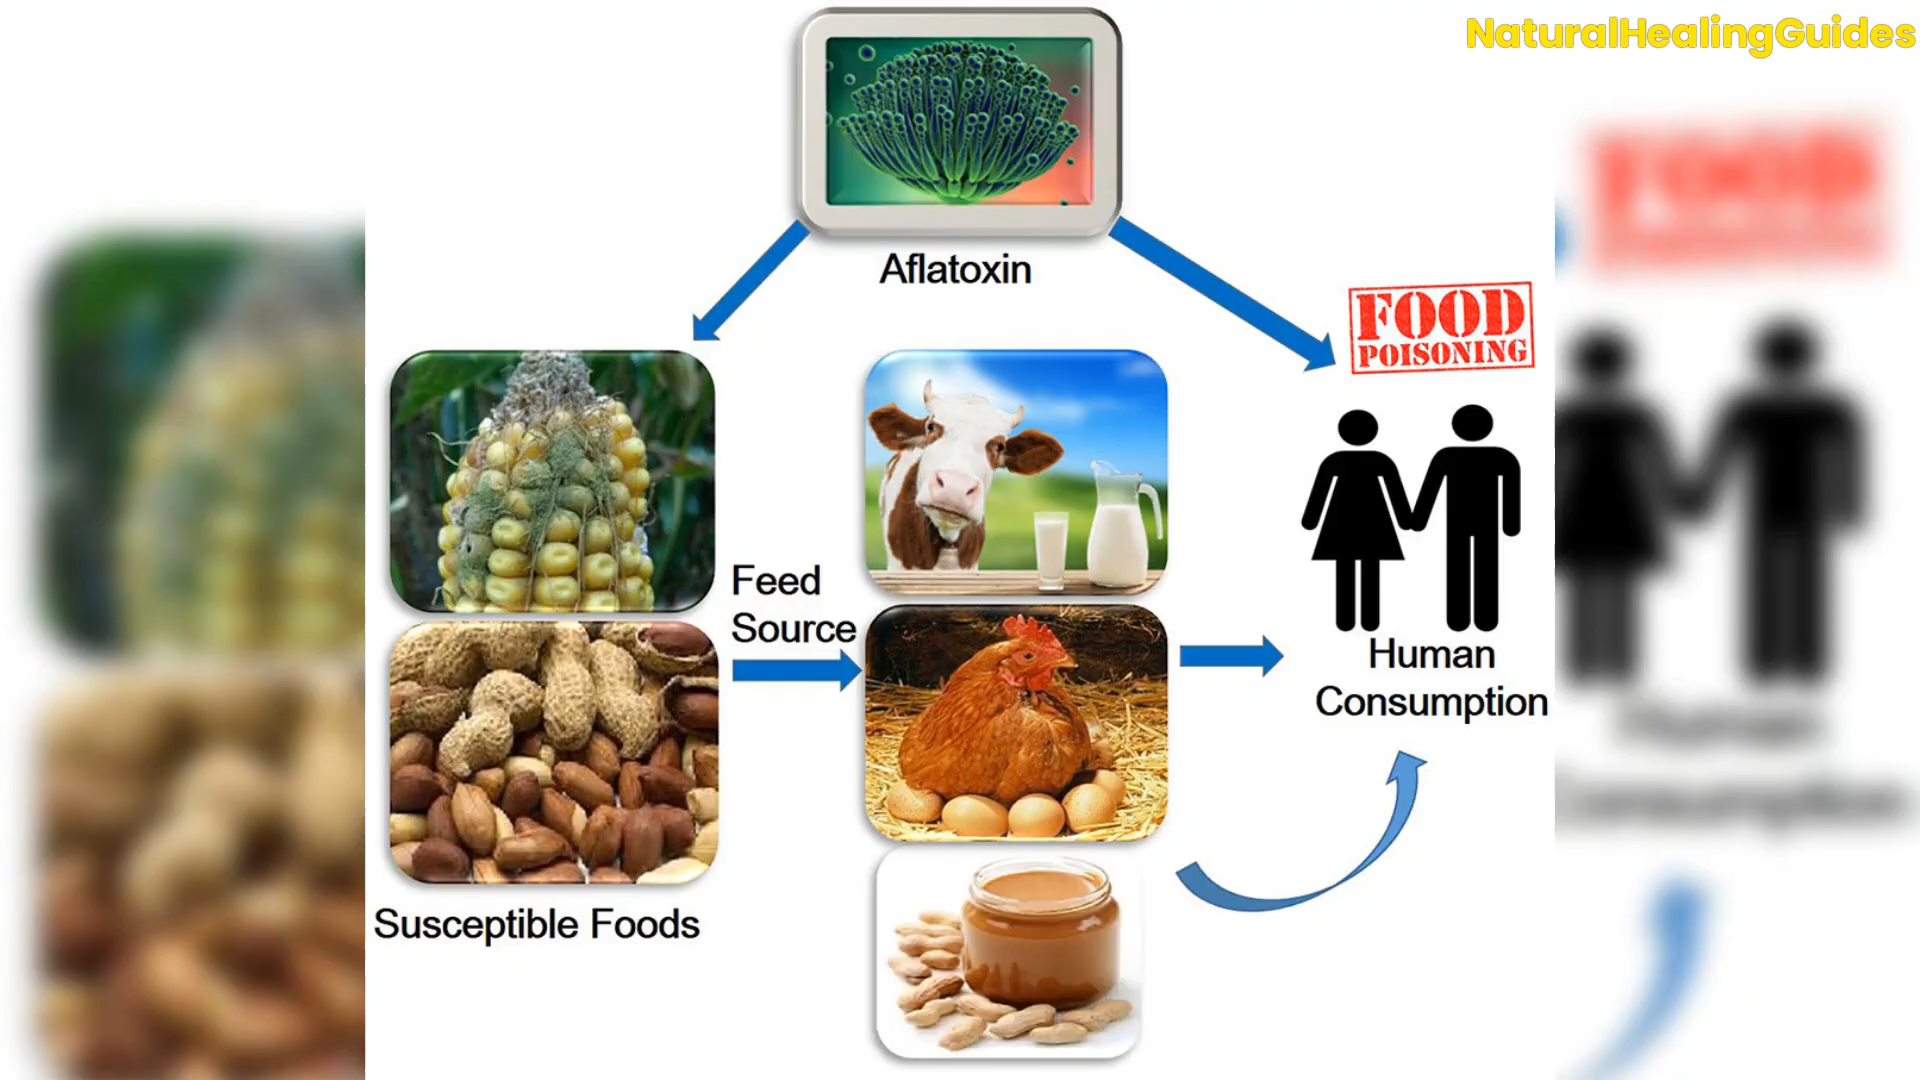 NaturalHealingGuides
Aflatoxin
FOOD
POISONING
Feed
Source
Human
Consumption
Susceptible Foods